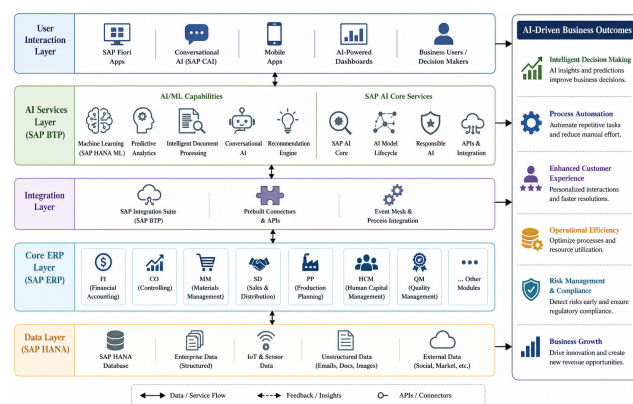 User
Interaction
Layer
SAP Fiori
Apps
Conversational
AI (SAP CAI)
Mobile
Apps
AI-Powered
Dashboards
Business Users /
Decision Makers
AI Services
Layer
(SAP BTP)
AI/ML Capabilities
Machine Learning
(SAP HANA ML)
Predictive
Analytics
Intelligent Document
Processing
Conversational
AI
Recommendation
Engine
SAP AI Core Services
SAP AI
Core
AI Model
Lifecycle
Responsible
AI
APIs &
Integration
Integration
Layer
SAP Integration Suite
(SAP BTP)
Prebuilt Connectors
& APIs
Event Mesh &
Process Integration
Core ERP
Layer
(SAP ERP)
$
FI
(Financial
Accounting)
CO
(Controlling)
MM
(Materials
Management)
SD
(Sales &
Distribution)
PP
(Production
Planning)
HCM
(Human Capital
Management)
QM
(Quality
Management)
... Other
Modules
Data Layer
(SAP HANA)
SAP HANA
Database
Enterprise Data
(Structured)
IoT & Sensor
Data
Unstructured Data
(Emails, Docs, Images)
External Data
(Social, Market, etc.)
Data / Service Flow
Feedback / Insights
APIs / Connectors
AI-Driven Business Outcomes
Intelligent Decision Making
AI insights and predictions
improve business decisions.
Process Automation
Automate repetitive tasks
and reduce manual effort.
Enhanced Customer
Experience
Personalized interactions
and faster resolutions.
Operational Efficiency
Optimize processes and
resource utilization.
Risk Management
& Compliance
Detect risks early and ensure
regulatory compliance.
Business Growth
Drive innovation and create
new revenue opportunities.